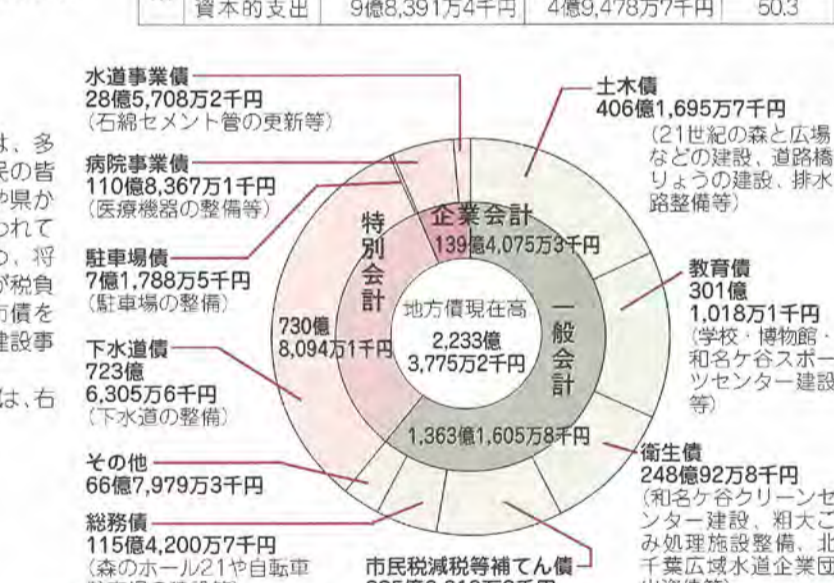 資本的支出 9億8,391万4千円 4億9,478万7千円 50.3
は、多
民の皆
や県か
われて
め、将
が税負
方債を
建設事
は、右
水道事業債
28億5,708万2千円
(石綿セメント管の更新等)
病院事業債
110億8,367万1千円
(医療機器の整備等)
駐車場債
7億1,788万5千円
(駐車場の整備)
下水道債
723億
6,305万6千円
(下水道の整備)
その他
66億7,979万3千円
総務債
115億4,200万7千円
(森のホール21や自転車
特別会計
730億
8,094万1千円
企業会計
139億4,075万3千円
地方債現在高
2,233億
3,775万2千円
一般会計
1,363億1,605万8千円
土木債
406億1,695万7千円
(21世紀の森と広場
などの建設、道路橋
りょうの建設、排水
路整備等)
教育債
301億
1,018万1千円
(学校・博物館・
和名ケ谷スポー
ツセンター建設
等)
衛生債
248億92万8千円
(和名ケ谷クリーンセ
ンター建設、粗大ご
み処理施設整備、北
千葉広域水道企業団
市民税減税等補てん債